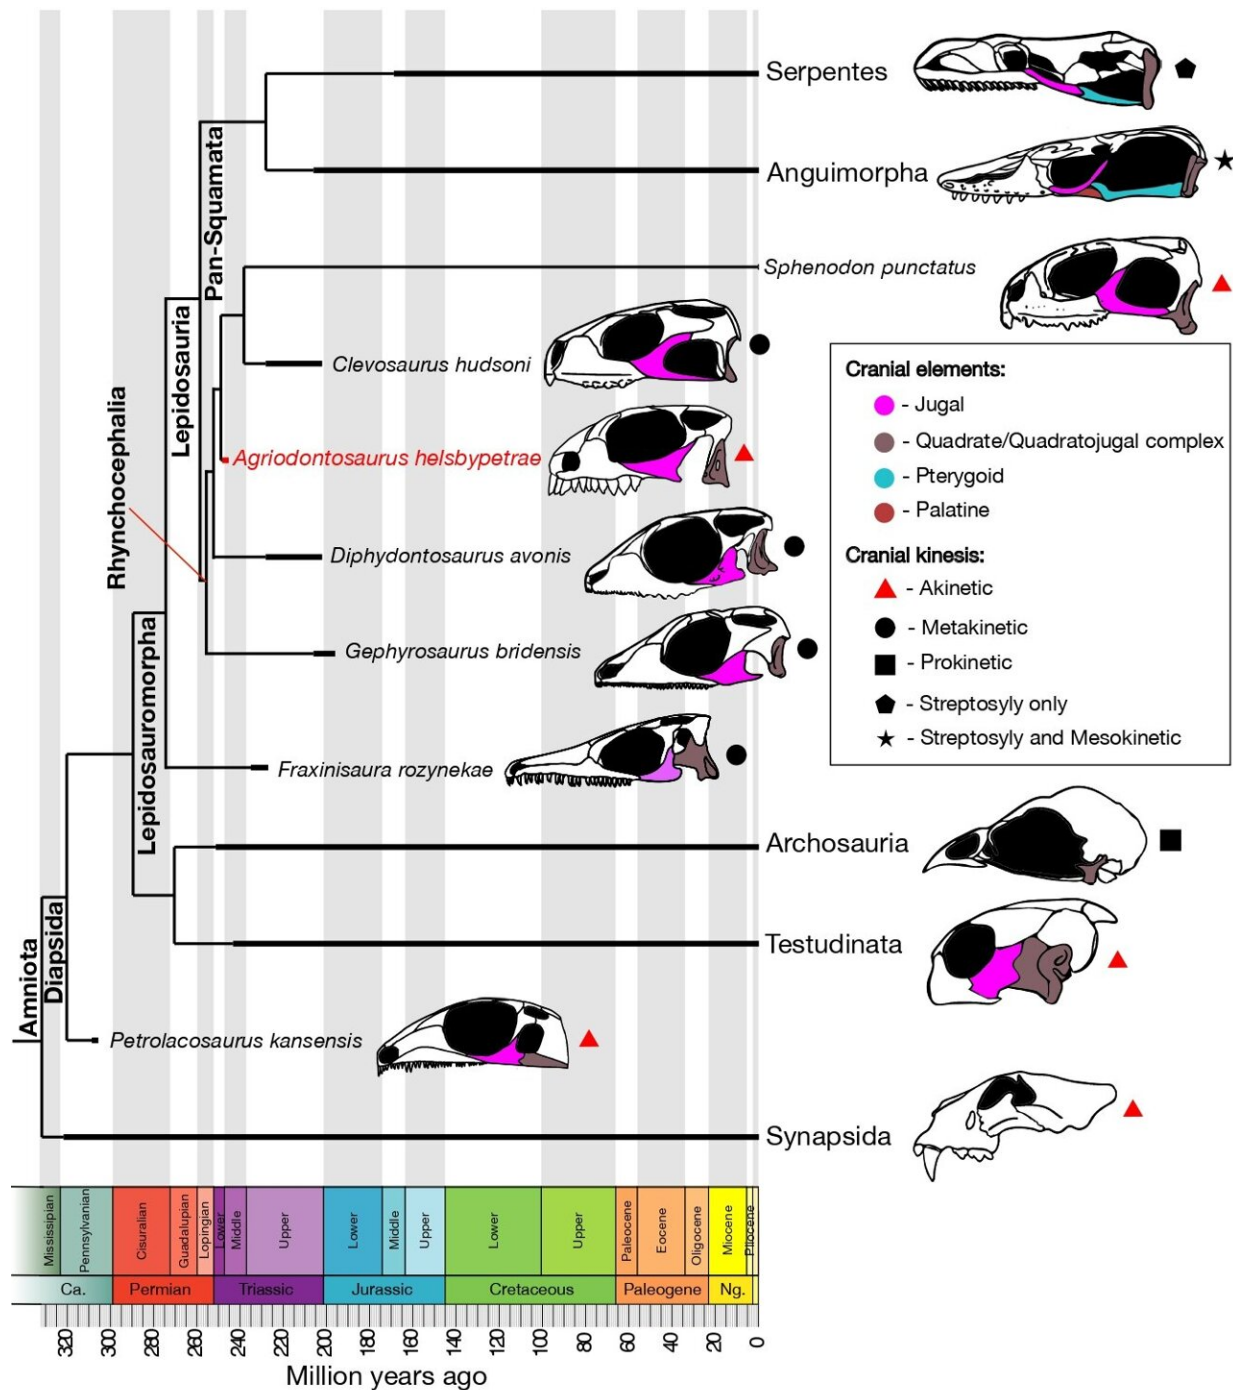 Serpentes
Anguimorpha
Sphenodon punctatus
Clevosaurus hudsoni
Agriodontosaurus helsbypetrae
Diphydontosaurus avonis
Gephyrosaurus bridensis
Fraxinisaura rozynekae
Archosauria
Testudinata
Petrolacosaurus kansensis
Synapsida
Pan-Squamata
Lepidosauria
Rhynchocephalia
Lepidosauromorpha
Diapsida
Amniota
Cranial elements:
- Jugal
- Quadrate/Quadratojugal complex
- Pterygoid
- Palatine
Cranial kinesis:
- Akinetic
- Metakinetic
- Prokinetic
- Streptosyly only
- Streptosyly and Mesokinetic
Mississipian Pennsylvanian Cisuralian Guadalupian Lopingian Lower Middle Upper Lower Middle Upper Lower Upper Paleocene Eocene Oligocene Miocene Pliocene
Ca. Permian Triassic Jurassic Cretaceous Paleogene Ng.
320 300 280 260 240 220 200 180 160 140 120 100 80 60 40 20 0
Million years ago